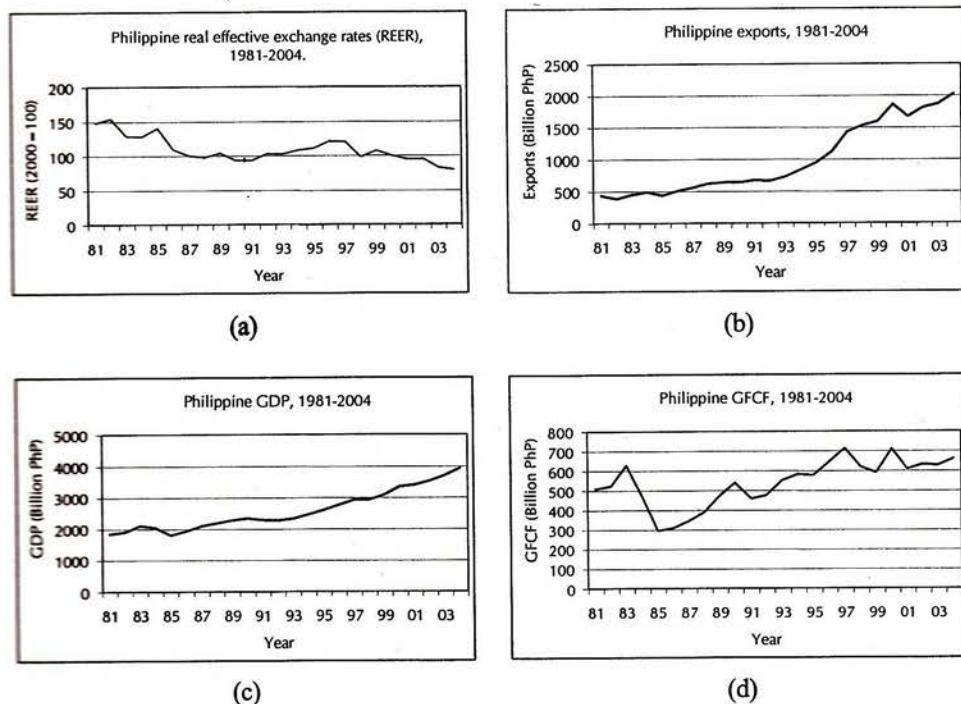 Philippine real effective exchange rates (REER),
1981-2004.
REER (2000 = 100)
200
150
100
50
0
81 83 85 87 89 91 93 95 97 99 01 03
Year
(a)
Philippine exports, 1981-2004
Exports (Billion PhP)
2500
2000
1500
1000
500
0
81 83 85 87 89 91 93 95 97 99 01 03
Year
(b)
Philippine GDP, 1981-2004
GDP (Billion PhP)
5000
4000
3000
2000
1000
0
81 83 85 87 89 91 93 95 97 99 01 03
Year
(c)
Philippine GFCF, 1981-2004
GFCF (Billion PhP)
800
700
600
500
400
300
200
100
0
81 83 85 87 89 91 93 95 97 99 01 03
Year
(d)